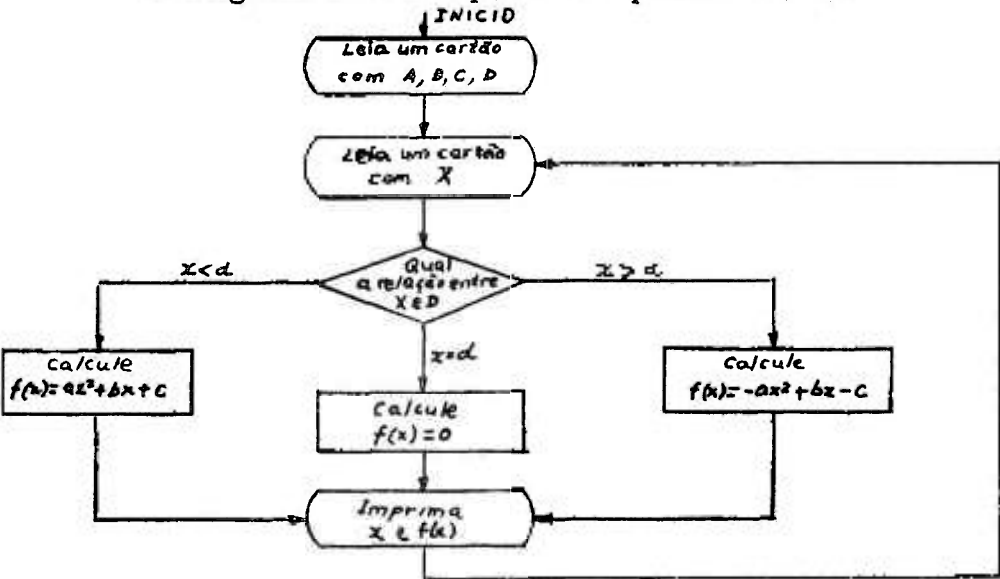 INICIO
Leia um cartão
com A, B, C, D
Leia um cartão
com X
Qual
a relação entre
X e D
x<d
x>d
x=d
Calcule
f(x)=ax²+bx+c
Calcule
f(x)=0
Calcule
f(x)=-ax²+bx-c
Imprima
x e f(x)